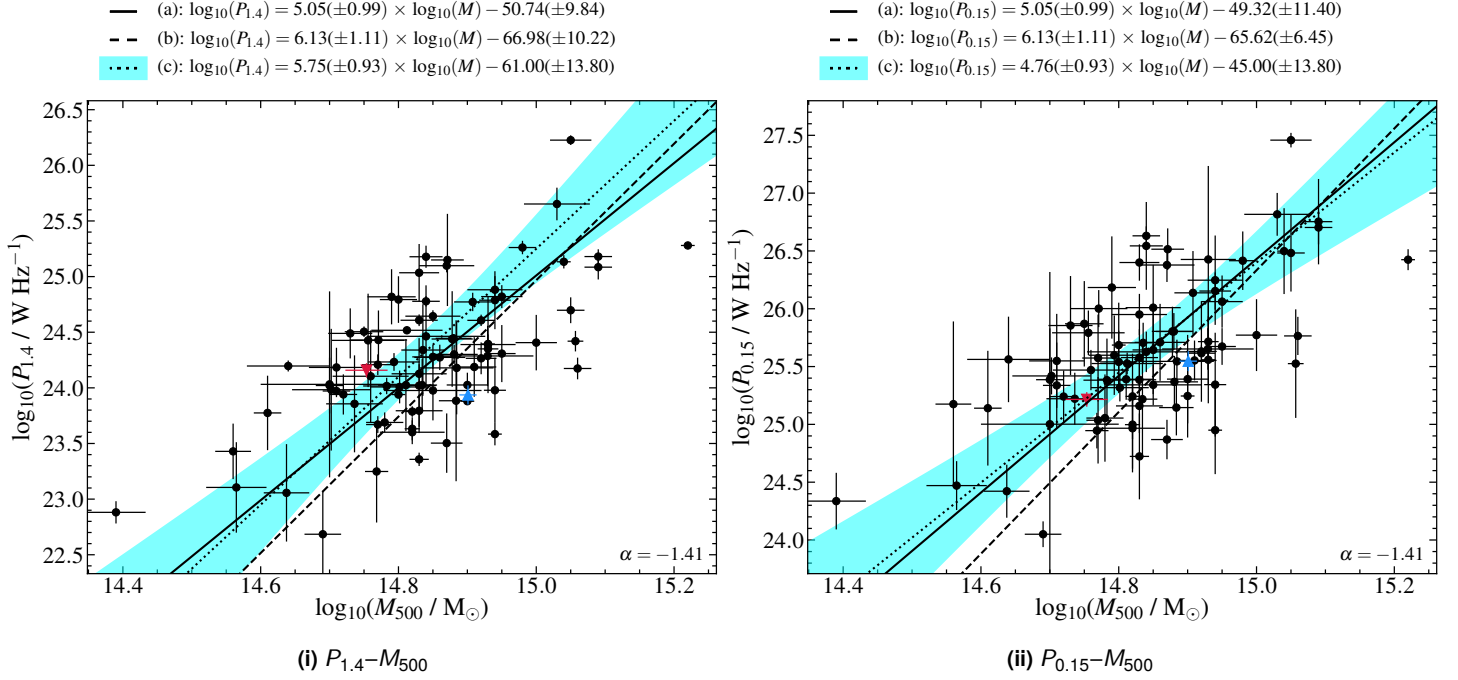 (a): log₁₀(P₁.₄) = 5.05(±0.99) × log₁₀(M) − 50.74(±9.84)
(b): log₁₀(P₁.₄) = 6.13(±1.11) × log₁₀(M) − 66.98(±10.22)
(c): log₁₀(P₁.₄) = 5.75(±0.93) × log₁₀(M) − 61.00(±13.80)
26.5
26.0
25.5
25.0
24.5
24.0
23.5
23.0
22.5
log₁₀(P₁.₄ / W Hz⁻¹)
α = −1.41
14.4 14.6 14.8 15.0 15.2
log₁₀(M₅₀₀ / M☉)
(i) P₁.₄–M₅₀₀
(a): log₁₀(P₀.₁₅) = 5.05(±0.99) × log₁₀(M) − 49.32(±11.40)
(b): log₁₀(P₀.₁₅) = 6.13(±1.11) × log₁₀(M) − 65.62(±6.45)
(c): log₁₀(P₀.₁₅) = 4.76(±0.93) × log₁₀(M) − 45.00(±13.80)
27.5
27.0
26.5
26.0
25.5
25.0
24.5
24.0
log₁₀(P₀.₁₅ / W Hz⁻¹)
α = −1.41
14.4 14.6 14.8 15.0 15.2
log₁₀(M₅₀₀ / M☉)
(ii) P₀.₁₅–M₅₀₀